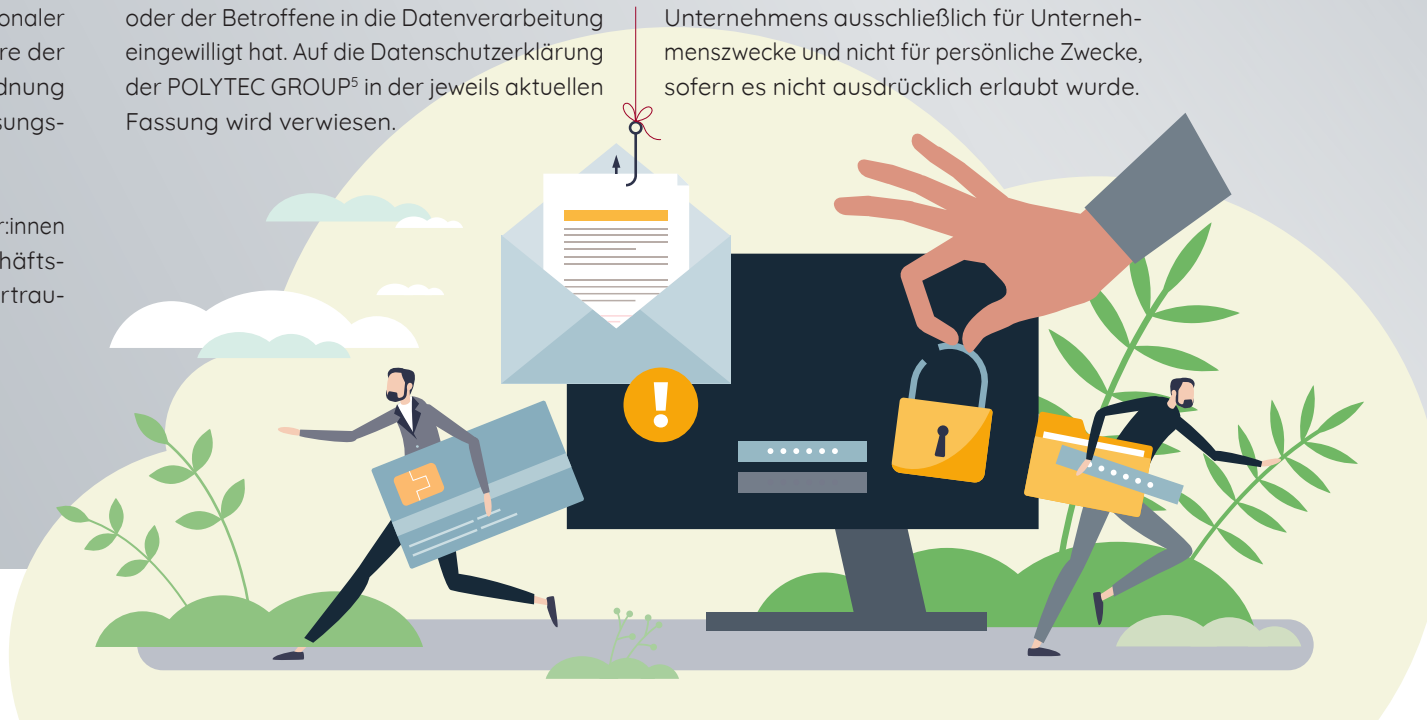 onaler
re der
dnung
sungs-
r:innen
häfts-
rtrau-
oder der Betroffene in die Datenverarbeitung
eingewilligt hat. Auf die Datenschutzerklärung
der POLYTEC GROUP⁵ in der jeweils aktuellen
Fassung wird verwiesen.
Unternehmens ausschließlich für Unterneh-
menszwecke und nicht für persönliche Zwecke,
sofern es nicht ausdrücklich erlaubt wurde.